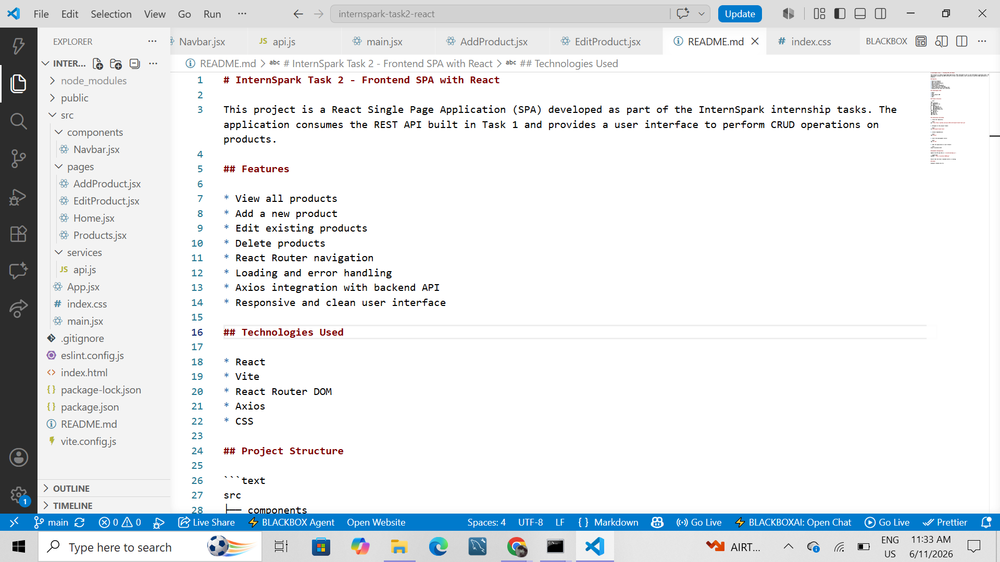 File Edit Selection View Go Run ···
internspark-task2-react
Update
EXPLORER ···
Navbar.jsx
JS api.js
main.jsx
AddProduct.jsx
EditProduct.jsx
README.md
# index.css
BLACKBOX
INTER... ···
README.md > abc # InternSpark Task 2 - Frontend SPA with React > abc ## Technologies Used
node_modules
public
src
components
Navbar.jsx
pages
AddProduct.jsx
EditProduct.jsx
Home.jsx
Products.jsx
services
JS api.js
App.jsx
# index.css
main.jsx
.gitignore
eslint.config.js
<> index.html
{} package-lock.json
{} package.json
README.md
vite.config.js
OUTLINE
TIMELINE
1 # InternSpark Task 2 - Frontend SPA with React
2
3 This project is a React Single Page Application (SPA) developed as part of the InternSpark internship tasks. The
application consumes the REST API built in Task 1 and provides a user interface to perform CRUD operations on
products.
4
5 ## Features
6
7 * View all products
8 * Add a new product
9 * Edit existing products
10 * Delete products
11 * React Router navigation
12 * Loading and error handling
13 * Axios integration with backend API
14 * Responsive and clean user interface
15
16 ## Technologies Used
17
18 * React
19 * Vite
20 * React Router DOM
21 * Axios
22 * CSS
23
24 ## Project Structure
25
26 ```text
27 src
28 ├── components
1
main 0 0 Live Share BLACKBOX Agent Open Website Spaces: 4 UTF-8 LF {} Markdown Go Live BLACKBOXAI: Open Chat Go Live Prettier
Type here to search
AIRT...
ENG
US
11:33 AM
6/11/2026